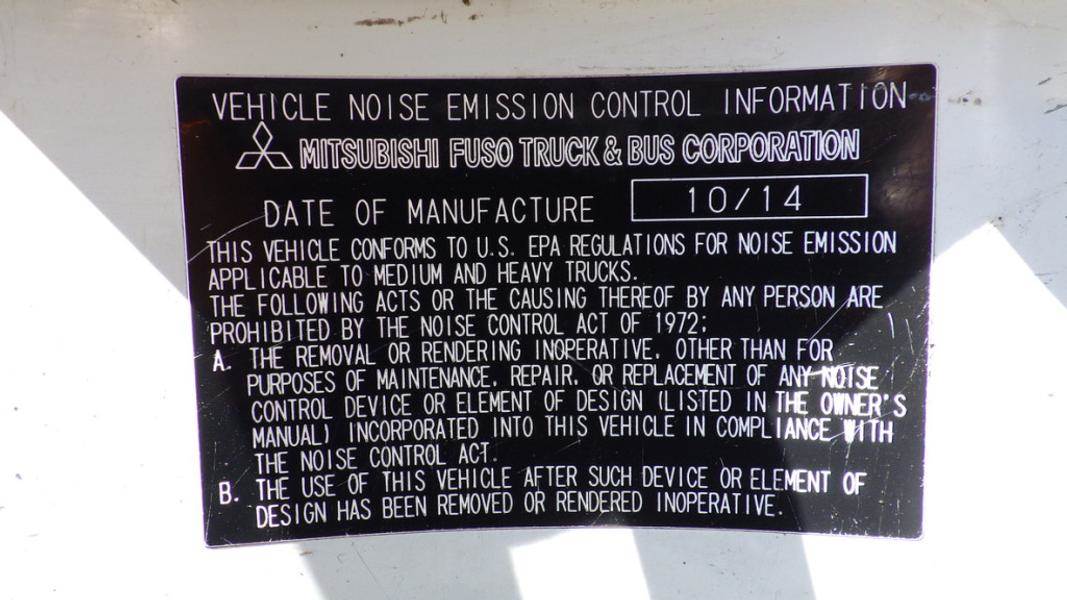 VEHICLE NOISE EMISSION CONTROL INFORMATION
MITSUBISHI FUSO TRUCK & BUS CORPORATION
DATE OF MANUFACTURE 10/14
THIS VEHICLE CONFORMS TO U.S. EPA REGULATIONS FOR NOISE EMISSION
APPLICABLE TO MEDIUM AND HEAVY TRUCKS.
THE FOLLOWING ACTS OR THE CAUSING THEREOF BY ANY PERSON ARE
PROHIBITED BY THE NOISE CONTROL ACT OF 1972:
A. THE REMOVAL OR RENDERING INOPERATIVE, OTHER THAN FOR
PURPOSES OF MAINTENANCE, REPAIR, OR REPLACEMENT OF ANY NOISE
CONTROL DEVICE OR ELEMENT OF DESIGN (LISTED IN THE OWNER'S
MANUAL) INCORPORATED INTO THIS VEHICLE IN COMPLIANCE WITH
THE NOISE CONTROL ACT.
B. THE USE OF THIS VEHICLE AFTER SUCH DEVICE OR ELEMENT OF
DESIGN HAS BEEN REMOVED OR RENDERED INOPERATIVE.